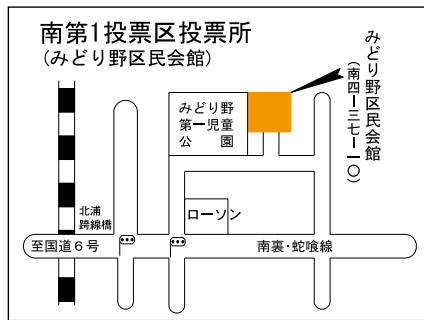 南第1投票区投票所
(みどり野区民会館)
みどり野区民会館
(南四ー三七ー一〇)
みどり野
第一児童
公園
ローソン
北浦
跨線橋
至国道6号
南裏・蛇喰線